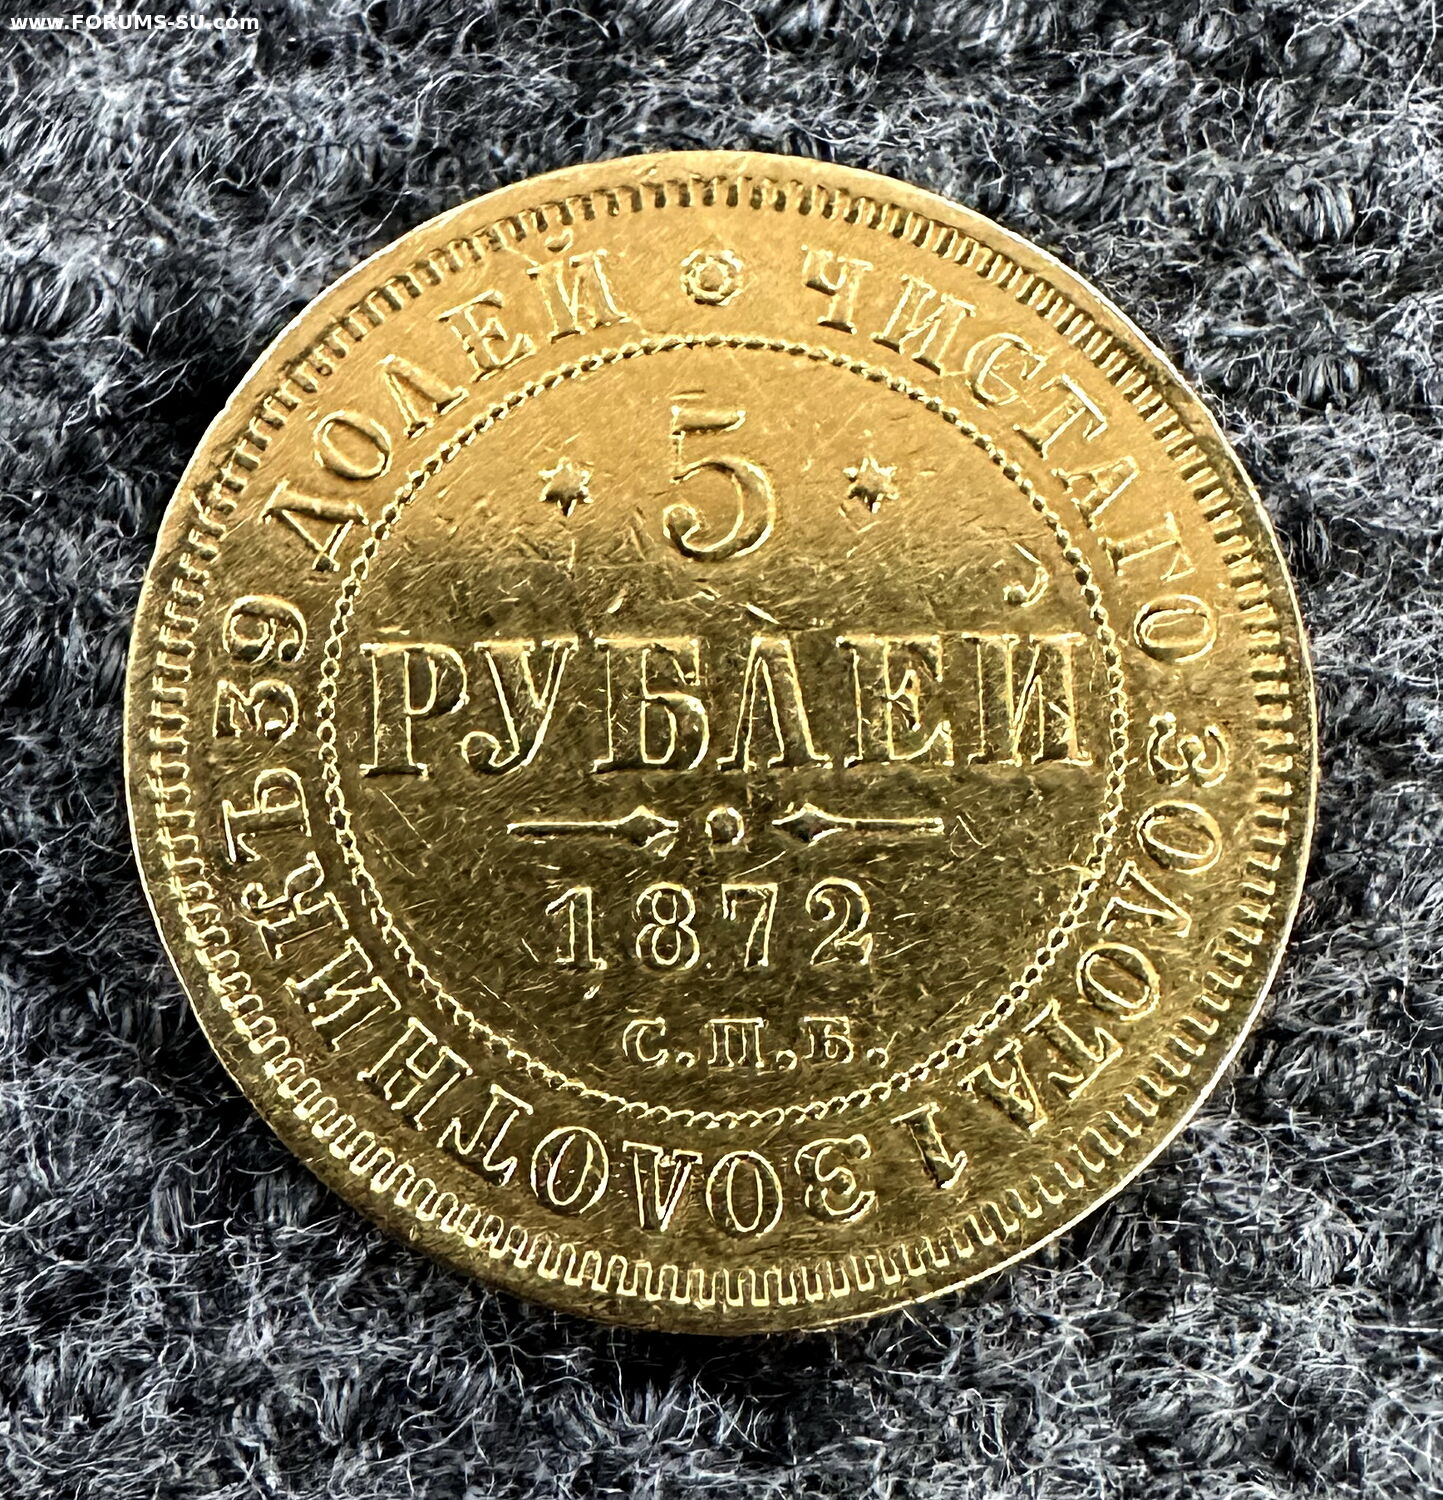 www.FORUMS-SU.com
ЧИСТАГО ЗОЛОТА 1 ЗОЛОТНИКЪ 39 ДОЛЕЙ
5
РУБЛЕЙ
1872
С.П.Б.